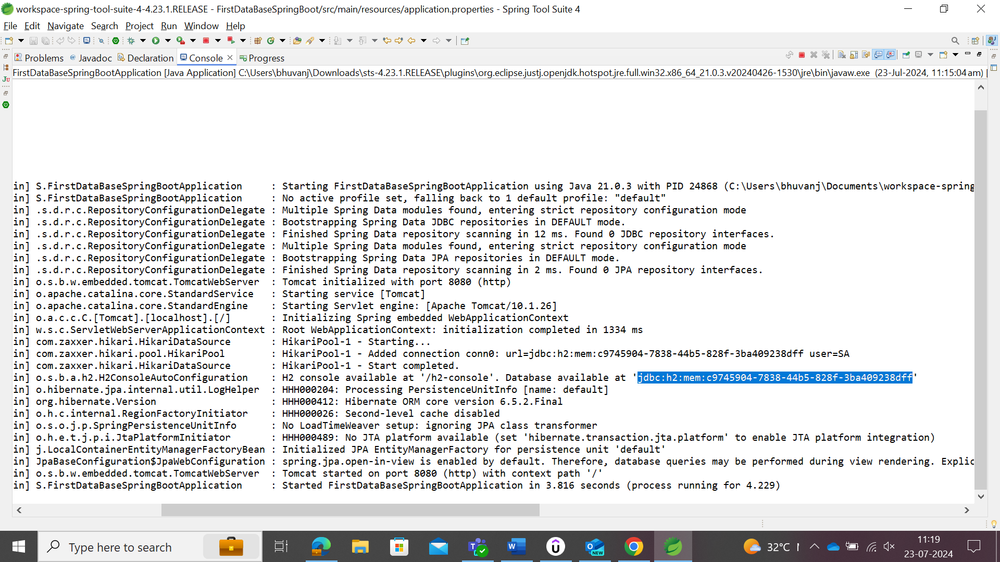 workspace-spring-tool-suite-4-4.23.1.RELEASE - FirstDataBaseSpringBoot/src/main/resources/application.properties - Spring Tool Suite 4
File Edit Navigate Search Project Run Window Help
Problems @ Javadoc Declaration Console Progress
FirstDataBaseSpringBootApplication [Java Application] C:\Users\bhuvanj\Downloads\sts-4.23.1.RELEASE\plugins\org.eclipse.justj.openjdk.hotspot.jre.full.win32.x86_64_21.0.3.v20240426-1530\jre\bin\javaw.exe (23-Jul-2024, 11:15:04 am) [
in] S.FirstDataBaseSpringBootApplication : Starting FirstDataBaseSpringBootApplication using Java 21.0.3 with PID 24868 (C:\Users\bhuvanj\Documents\workspace-spring
in] S.FirstDataBaseSpringBootApplication : No active profile set, falling back to 1 default profile: "default"
in] .s.d.r.c.RepositoryConfigurationDelegate : Multiple Spring Data modules found, entering strict repository configuration mode
in] .s.d.r.c.RepositoryConfigurationDelegate : Bootstrapping Spring Data JDBC repositories in DEFAULT mode.
in] .s.d.r.c.RepositoryConfigurationDelegate : Finished Spring Data repository scanning in 12 ms. Found 0 JDBC repository interfaces.
in] .s.d.r.c.RepositoryConfigurationDelegate : Multiple Spring Data modules found, entering strict repository configuration mode
in] .s.d.r.c.RepositoryConfigurationDelegate : Bootstrapping Spring Data JPA repositories in DEFAULT mode.
in] .s.d.r.c.RepositoryConfigurationDelegate : Finished Spring Data repository scanning in 2 ms. Found 0 JPA repository interfaces.
in] o.s.b.w.embedded.tomcat.TomcatWebServer : Tomcat initialized with port 8080 (http)
in] o.apache.catalina.core.StandardService : Starting service [Tomcat]
in] o.apache.catalina.core.StandardEngine : Starting Servlet engine: [Apache Tomcat/10.1.26]
in] o.a.c.c.C.[Tomcat].[localhost].[/] : Initializing Spring embedded WebApplicationContext
in] w.s.c.ServletWebServerApplicationContext : Root WebApplicationContext: initialization completed in 1334 ms
in] com.zaxxer.hikari.HikariDataSource : HikariPool-1 - Starting...
in] com.zaxxer.hikari.pool.HikariPool : HikariPool-1 - Added connection conn0: url=jdbc:h2:mem:c9745904-7838-44b5-828f-3ba409238dff user=SA
in] com.zaxxer.hikari.HikariDataSource : HikariPool-1 - Start completed.
in] o.s.b.a.h2.H2ConsoleAutoConfiguration : H2 console available at '/h2-console'. Database available at 'jdbc:h2:mem:c9745904-7838-44b5-828f-3ba409238dff'
in] o.hibernate.jpa.internal.util.LogHelper : HHH000204: Processing PersistenceUnitInfo [name: default]
in] org.hibernate.Version : HHH000412: Hibernate ORM core version 6.5.2.Final
in] o.h.c.internal.RegionFactoryInitiator : HHH000026: Second-level cache disabled
in] o.s.o.j.p.SpringPersistenceUnitInfo : No LoadTimeWeaver setup: ignoring JPA class transformer
in] o.h.e.t.j.p.i.JtaPlatformInitiator : HHH000489: No JTA platform available (set 'hibernate.transaction.jta.platform' to enable JTA platform integration)
in] j.LocalContainerEntityManagerFactoryBean : Initialized JPA EntityManagerFactory for persistence unit 'default'
in] JpaBaseConfiguration$JpaWebConfiguration : spring.jpa.open-in-view is enabled by default. Therefore, database queries may be performed during view rendering. Explic
in] o.s.b.w.embedded.tomcat.TomcatWebServer : Tomcat started on port 8080 (http) with context path '/'
in] S.FirstDataBaseSpringBootApplication : Started FirstDataBaseSpringBootApplication in 3.816 seconds (process running for 4.229)
Type here to search
NEW
32°C
11:19
23-07-2024